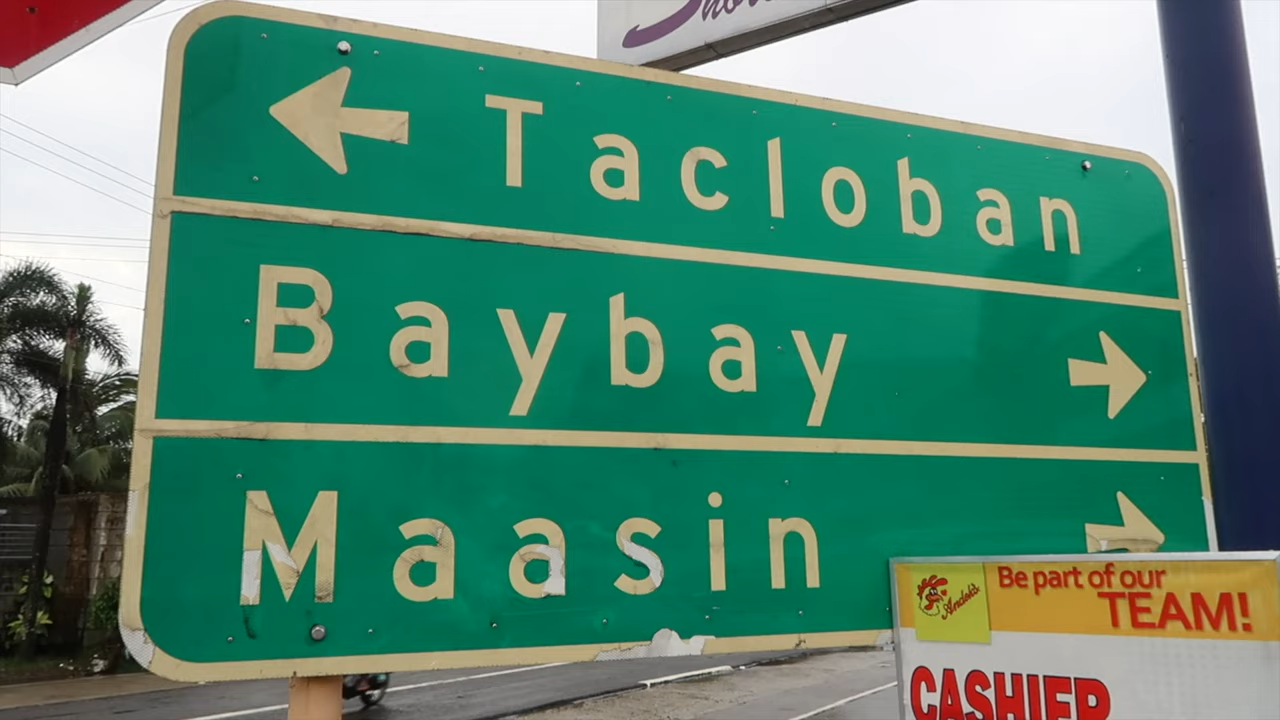 Tacloban
Baybay
Maasin
Andok's
Be part of our
TEAM!
CASHIER